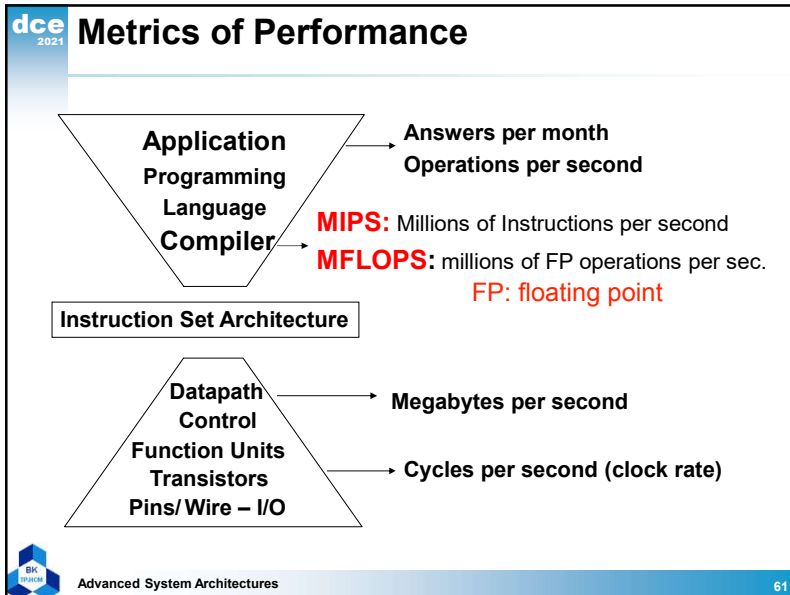 dce
2021
Metrics of Performance
Application
Programming
Language
Compiler
Answers per month
Operations per second
MIPS: Millions of Instructions per second
MFLOPS: millions of FP operations per sec.
FP: floating point
Instruction Set Architecture
Datapath
Control
Function Units
Transistors
Pins/ Wire – I/O
Megabytes per second
Cycles per second (clock rate)
BK
TP.HCM
Advanced System Architectures
61